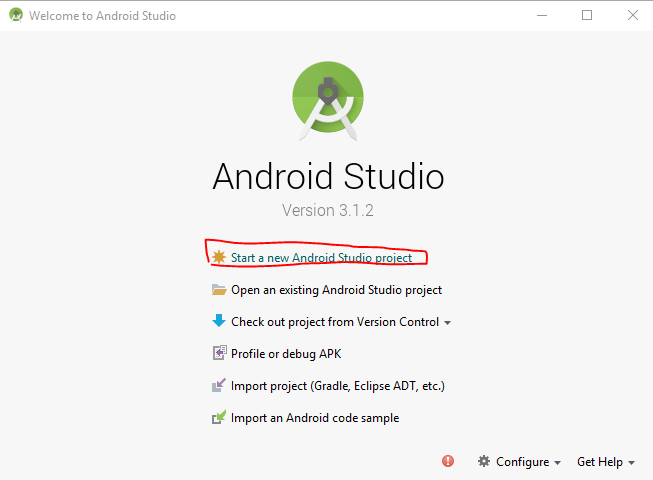 Welcome to Android Studio
Android Studio
Version 3.1.2
Start a new Android Studio project
Open an existing Android Studio project
Check out project from Version Control
Profile or debug APK
Import project (Gradle, Eclipse ADT, etc.)
Import an Android code sample
Configure Get Help